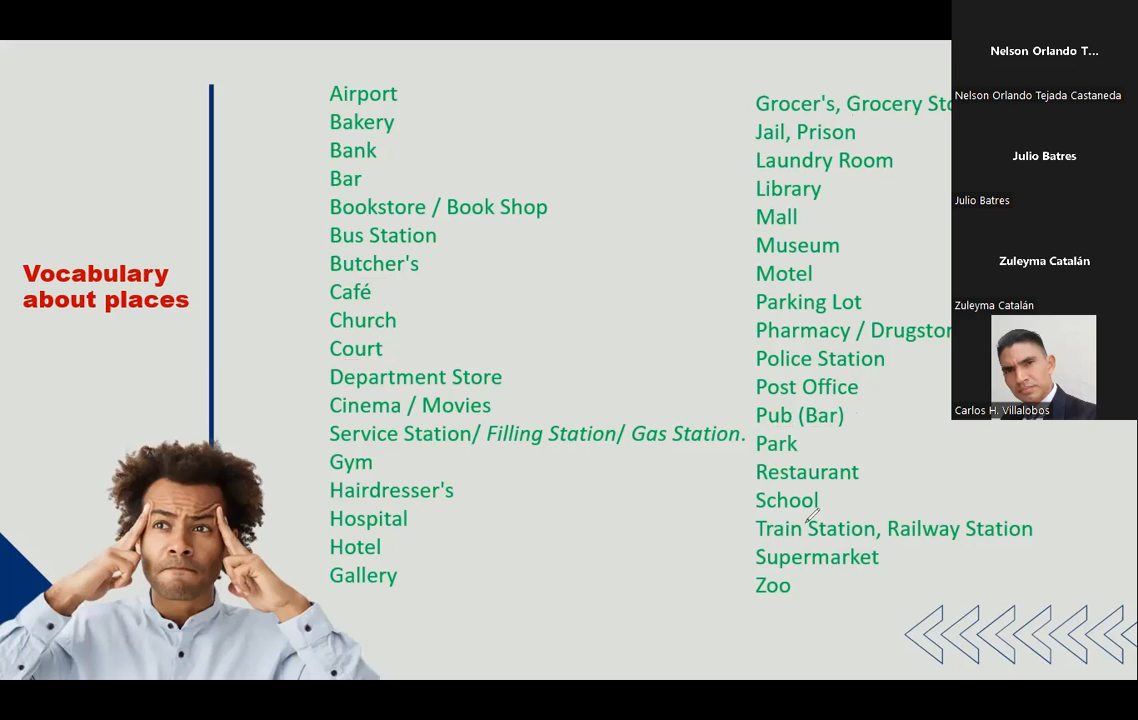 Vocabulary
about places
Airport
Bakery
Bank
Bar
Bookstore / Book Shop
Bus Station
Butcher's
Café
Church
Court
Department Store
Cinema / Movies
Service Station/ Filling Station/ Gas Station.
Gym
Hairdresser's
Hospital
Hotel
Gallery
Grocer's, Grocery
Jail, Prison
Laundry Room
Library
Mall
Museum
Motel
Parking Lot
Pharmacy /
Police Station
Post Office
Pub (Bar)
Park
Restaurant
School
Train Station, Railway Station
Supermarket
Zoo
Nelson Orlando T...
Nelson Orlando Tejada Castaneda
Julio Batres
Julio Batres
Zuleyma Catalán
Zuleyma Catalán
Carlos H. Villalobos